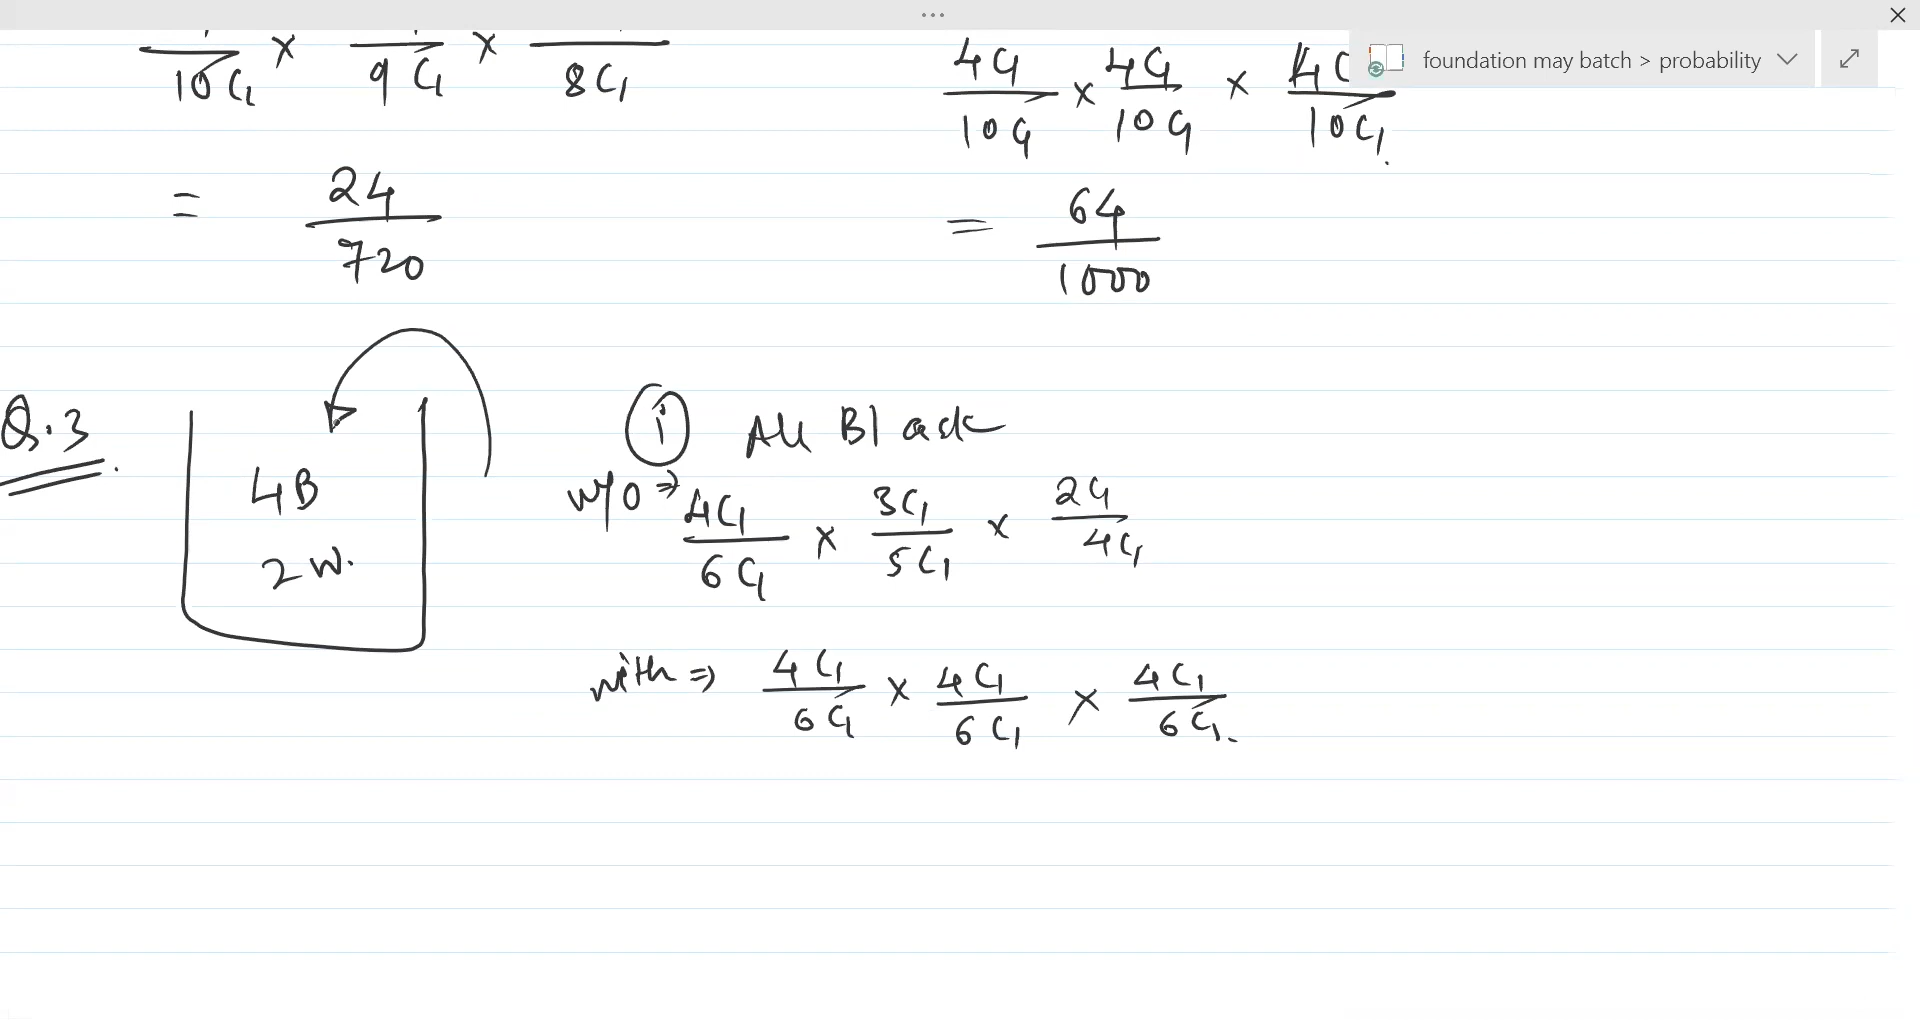 foundation may batch > probability
10C₁ × 9C₁ × 8C₁
4C₁/10C₁ × 4C₁/10C₁ × 4C₁/10C₁.
= 24/720
= 64/1000
Q.3.
4B
2W.
(i) All Black
w/o ⇒ 4C₁/6C₁ × 3C₁/5C₁ × 2C₁/4C₁
with ⇒ 4C₁/6C₁ × 4C₁/6C₁ × 4C₁/6C₁.